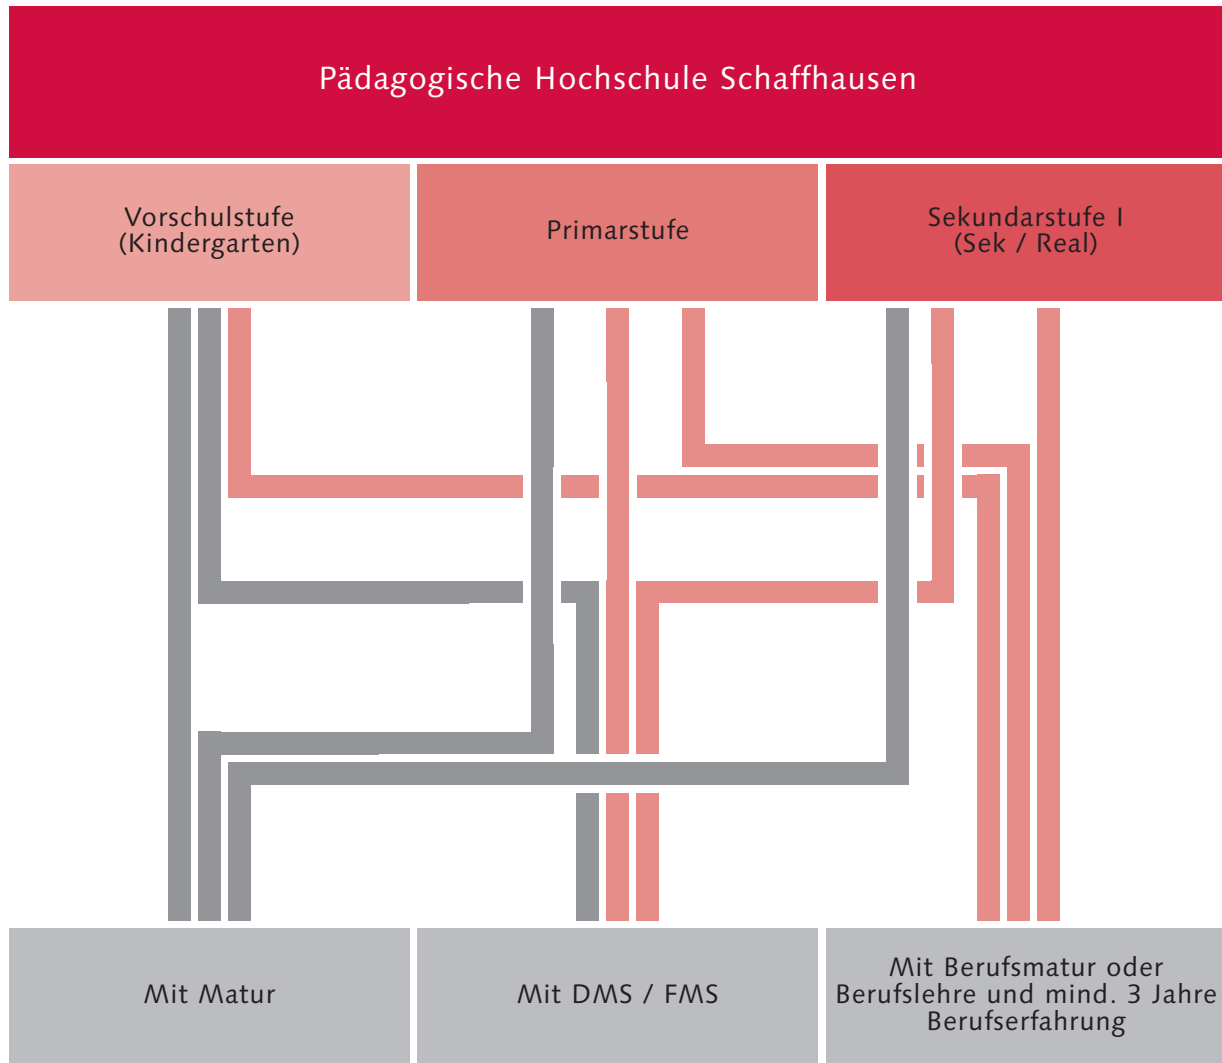 Pädagogische Hochschule Schaffhausen
Vorschulstufe
(Kindergarten)
Primarstufe
Sekundarstufe I
(Sek / Real)
Mit Matur
Mit DMS / FMS
Mit Berufsmatur oder
Berufslehre und mind. 3 Jahre
Berufserfahrung